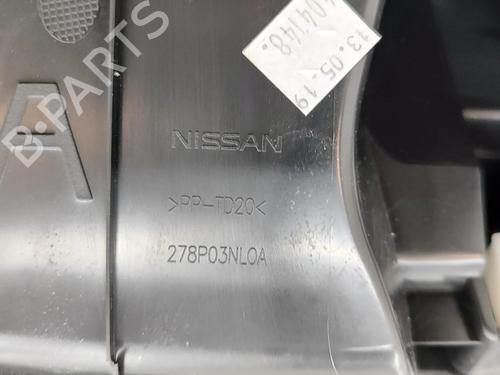 404148.
13.05.19
B-PARTS
A
NISSAN
>PP-TD20<
278P03NL0A